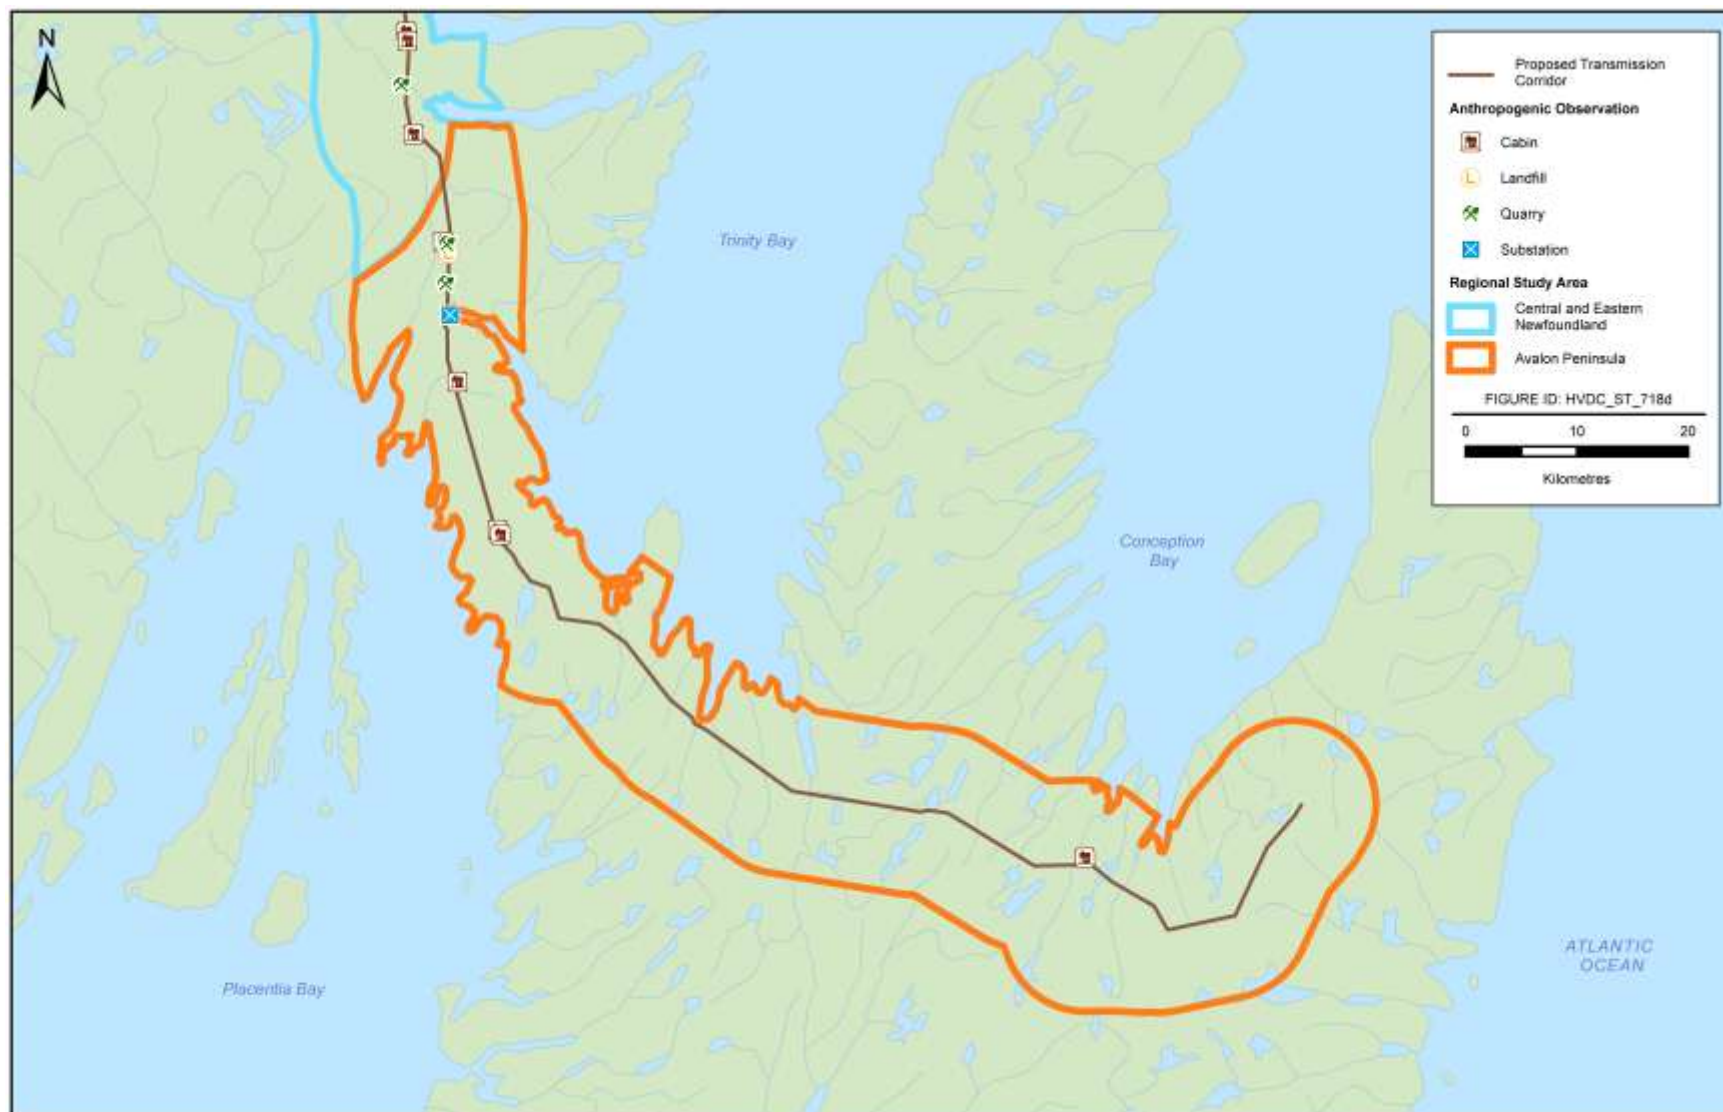 N
Proposed Transmission
Corridor
Anthropogenic Observation
Cabin
L
Landfill
Quarry
Substation
Regional Study Area
Central and Eastern
Newfoundland
Avalon Peninsula
FIGURE ID: HVDC_ST_718d
0 10 20
Kilometres
Trinity Bay
Conception
Bay
ATLANTIC
OCEAN
Placentia Bay